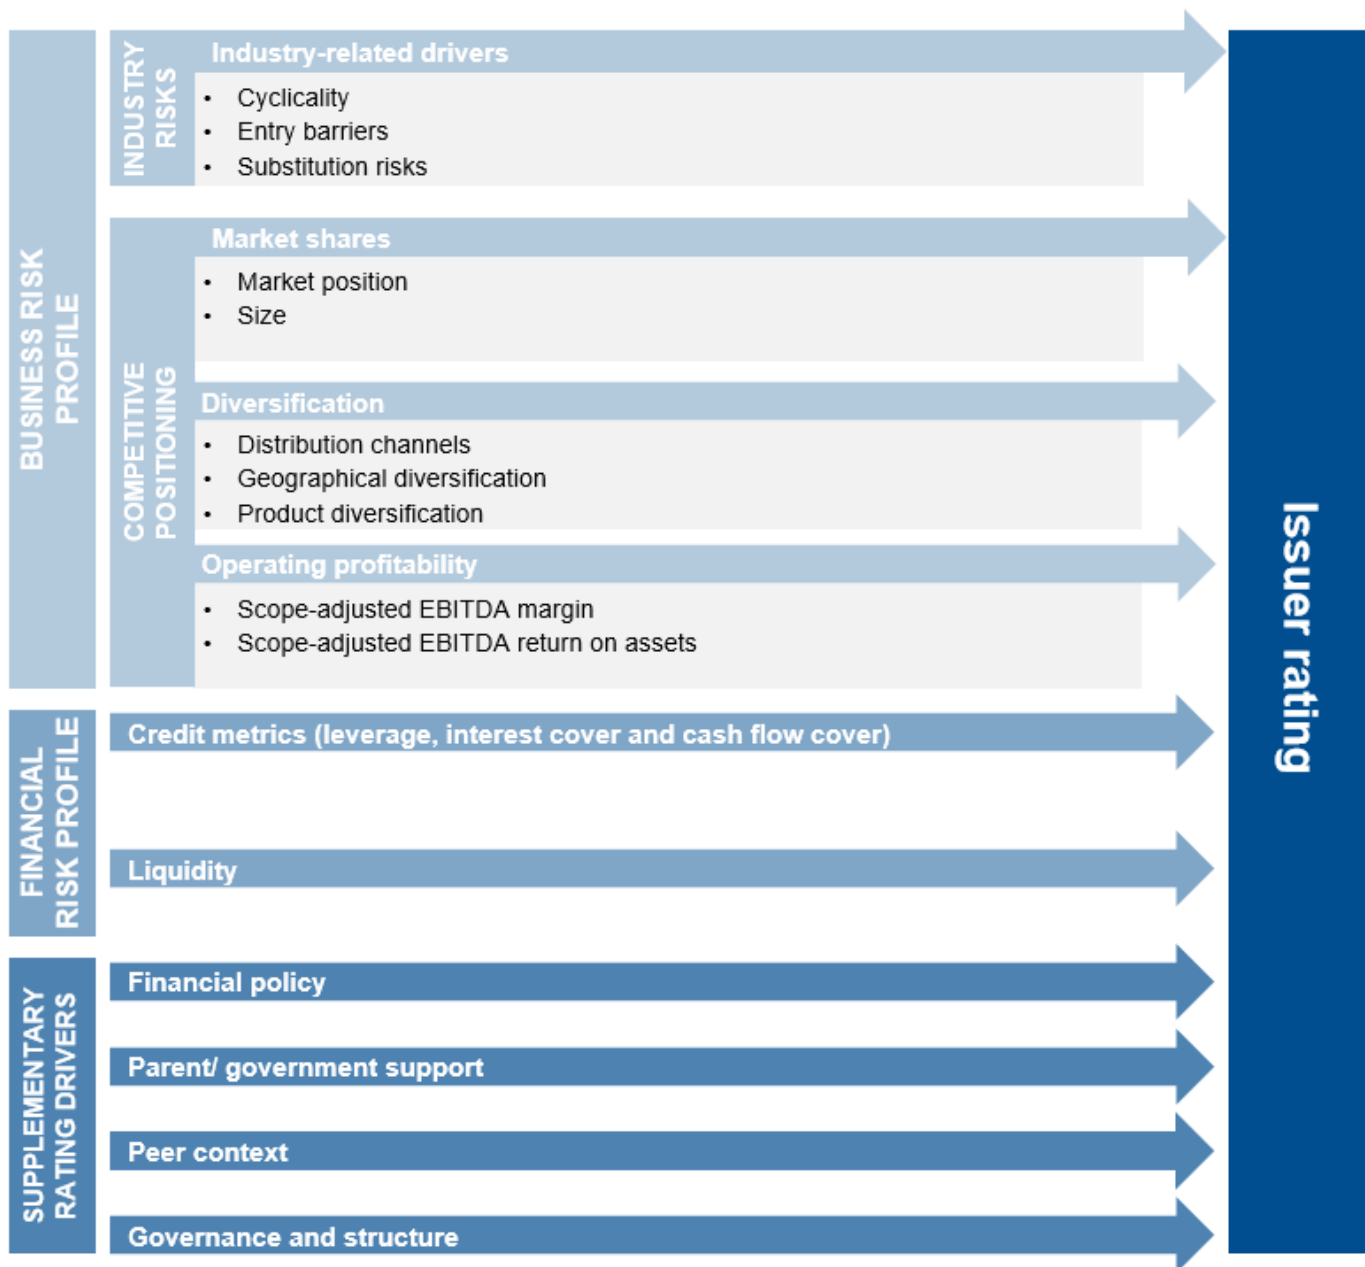 BUSINESS RISK
PROFILE
INDUSTRY
RISKS
Industry-related drivers
• Cyclicality
• Entry barriers
• Substitution risks
COMPETITIVE
POSITIONING
Market shares
• Market position
• Size
Diversification
• Distribution channels
• Geographical diversification
• Product diversification
Operating profitability
• Scope-adjusted EBITDA margin
• Scope-adjusted EBITDA return on assets
FINANCIAL
RISK PROFILE
Credit metrics (leverage, interest cover and cash flow cover)
Liquidity
SUPPLEMENTARY
RATING DRIVERS
Financial policy
Parent/ government support
Peer context
Governance and structure
Issuer rating